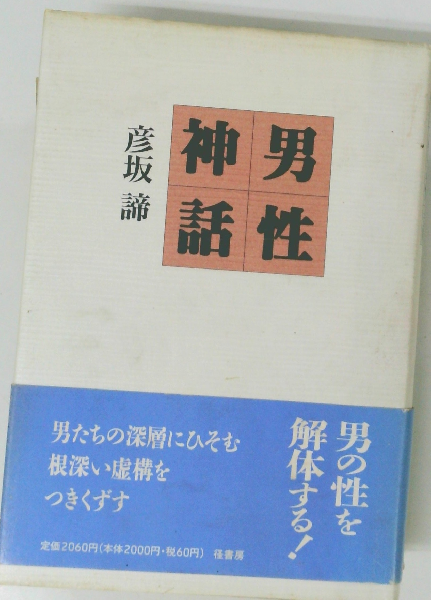 男性
神話
彦坂 諦
男の性を
解体する!
男たちの深層にひそむ
根深い虚構を
つきくずす
定価2060円(本体2000円・税60円) 径書房